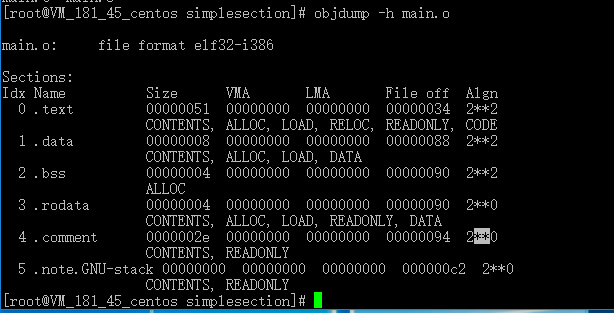 [root@VM_181_45_centos simplesection]# objdump -h main.o
main.o:     file format elf32-i386
Sections:
Idx Name          Size      VMA       LMA       File off  Algn
  0 .text         00000051  00000000  00000000  00000034  2**2
                  CONTENTS, ALLOC, LOAD, RELOC, READONLY, CODE
  1 .data         00000008  00000000  00000000  00000088  2**2
                  CONTENTS, ALLOC, LOAD, DATA
  2 .bss          00000004  00000000  00000000  00000090  2**2
                  ALLOC
  3 .rodata       00000004  00000000  00000000  00000090  2**0
                  CONTENTS, ALLOC, LOAD, READONLY, DATA
  4 .comment      0000002e  00000000  00000000  00000094  2**0
                  CONTENTS, READONLY
  5 .note.GNU-stack 00000000  00000000  00000000  000000c2  2**0
                  CONTENTS, READONLY
[root@VM_181_45_centos simplesection]#